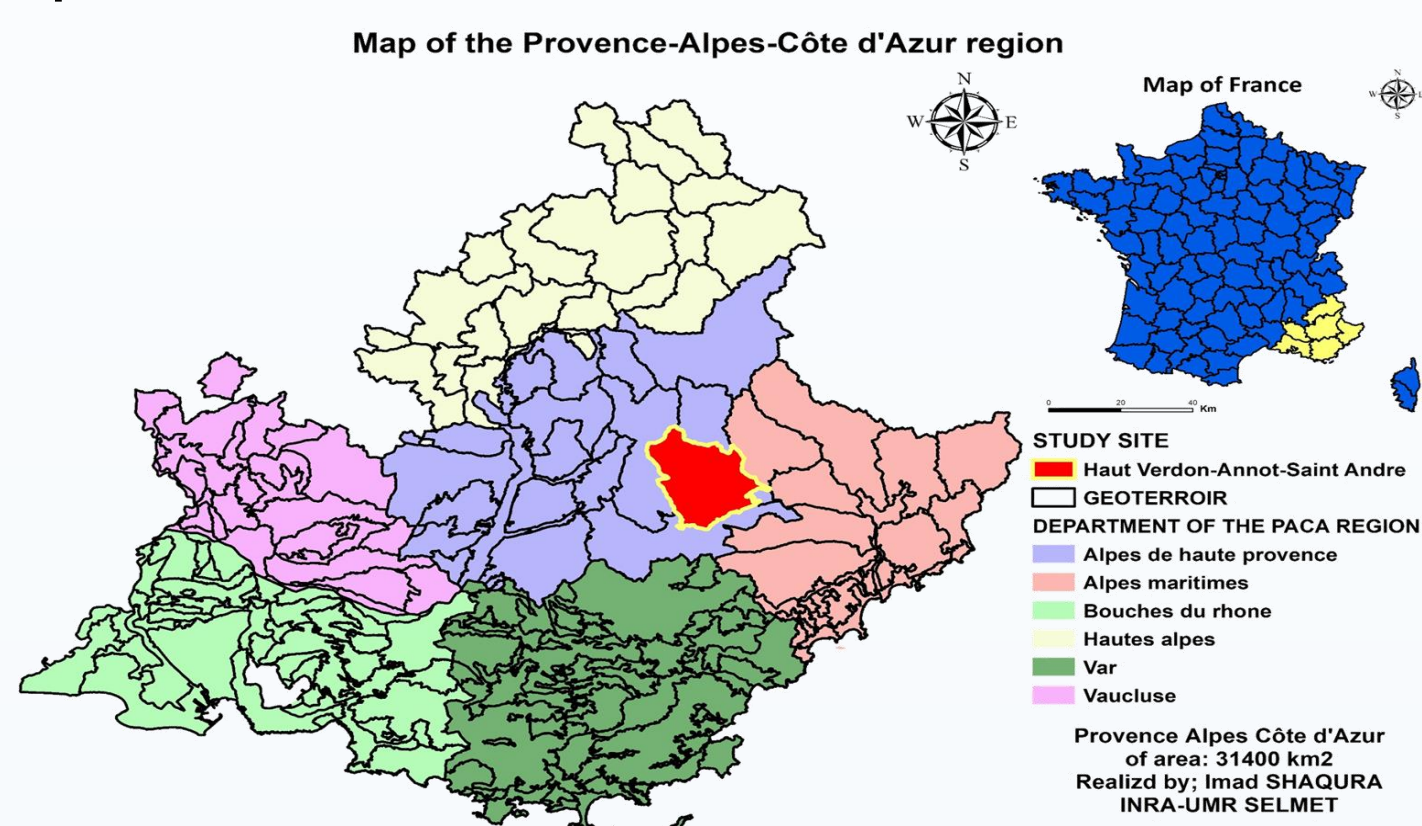 Map of the Provence-Alpes-Côte d'Azur region
N
W
E
S
Map of France
N
W
S
0 20 40
Km
STUDY SITE
Haut Verdon-Annot-Saint Andre
GEOTERROIR
DEPARTMENT OF THE PACA REGION
Alpes de haute provence
Alpes maritimes
Bouches du rhone
Hautes alpes
Var
Vaucluse
Provence Alpes Côte d'Azur
of area: 31400 km2
Realizd by; Imad SHAQURA
INRA-UMR SELMET